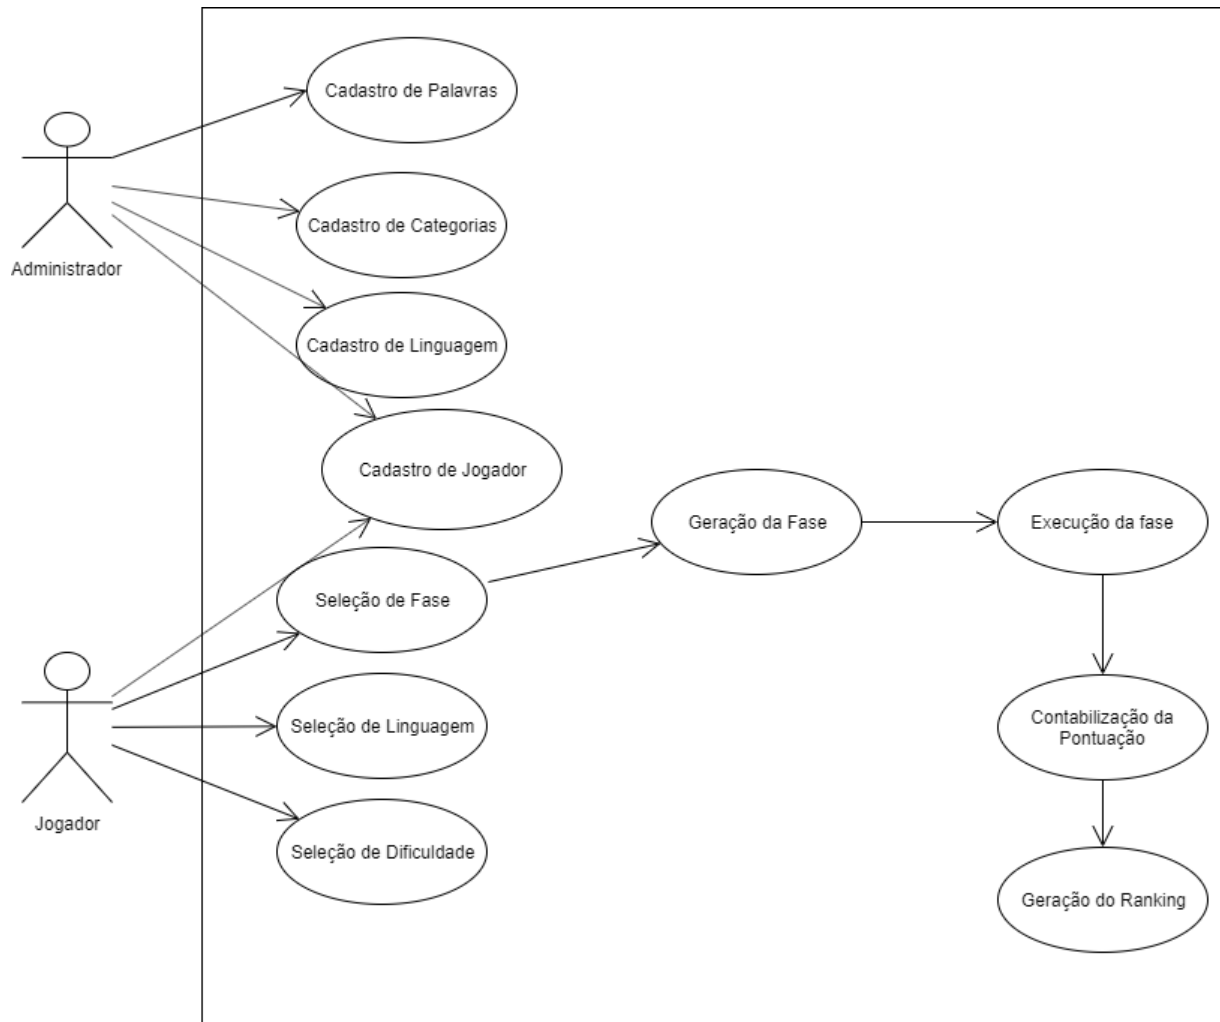 Cadastro de Palavras
Administrador
Cadastro de Categorias
Cadastro de Linguagem
Cadastro de Jogador
Geração da Fase
Execução da fase
Seleção de Fase
Jogador
Seleção de Linguagem
Contabilização da
Pontuação
Seleção de Dificuldade
Geração do Ranking